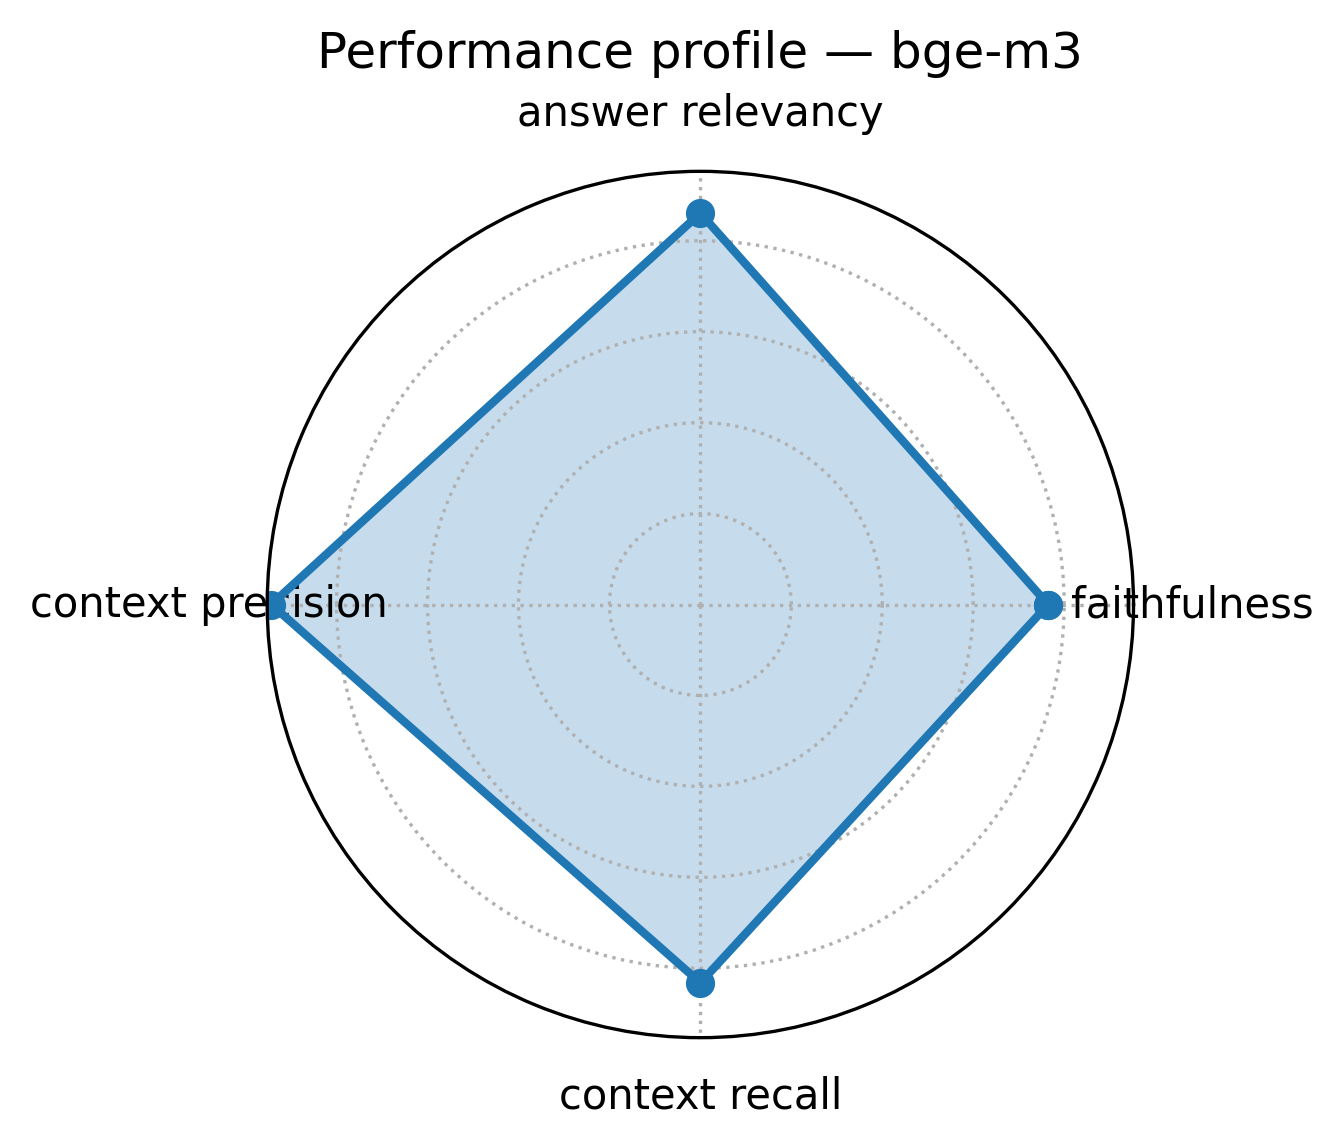 Performance profile — bge-m3
answer relevancy
context precision
faithfulness
context recall